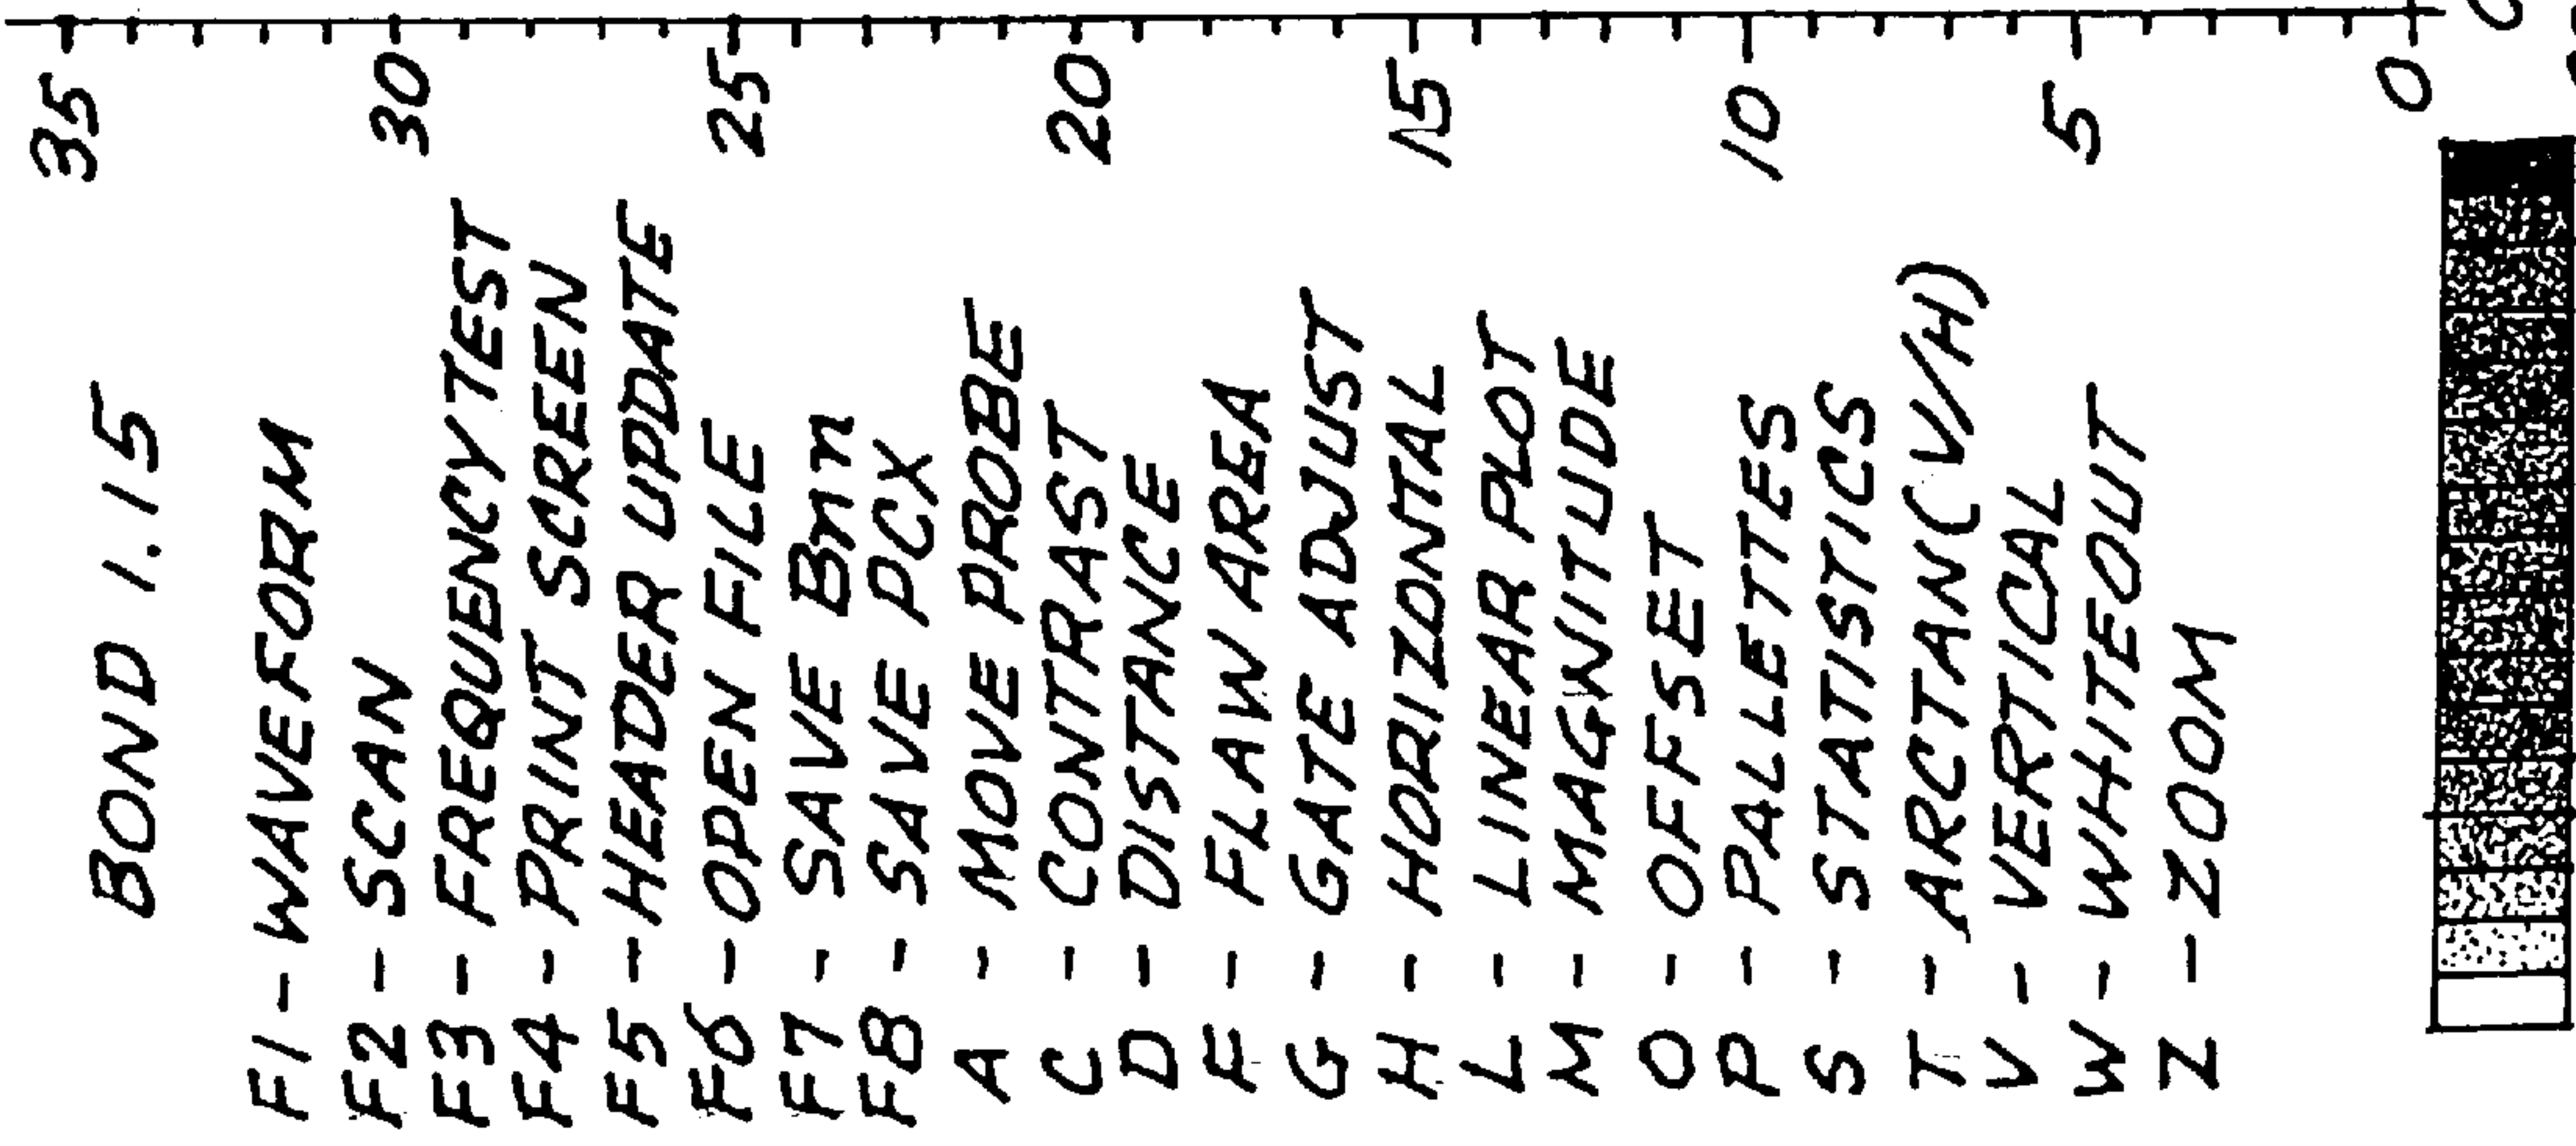 BOND 1.15
F1 - WAVEFORM
F2 - SCAN
F3 - FREQUENCY TEST
F4 - PRINT SCREEN
F5 - HEADER UPDATE
F6 - OPEN FILE
F7 - SAVE Bnn
F8 - SAVE PCX
A - MOVE PROBE
C - CONTRAST
D - DISTANCE
F - FLAW AREA
G - GATE ADJUST
H - HORIZONTAL
L - LINEAR PLOT
M - MAGNITUDE
O - OFFSET
P - PALLETTES
S - STATISTICS
T - ARCTAN(V/H)
V - VERTICAL
W - WHITEOUT
Z - ZOOM
35
30
25
20
15
10
5
0